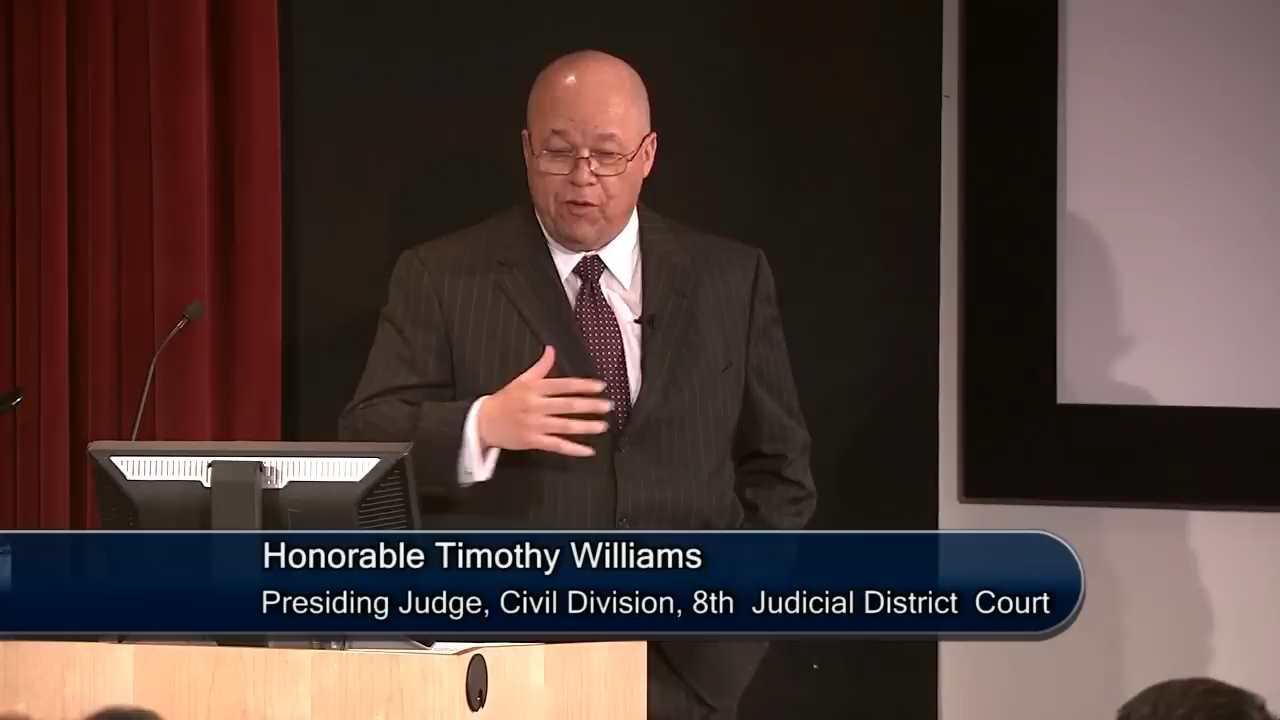 Honorable Timothy Williams
Presiding Judge, Civil Division, 8th Judicial District Court